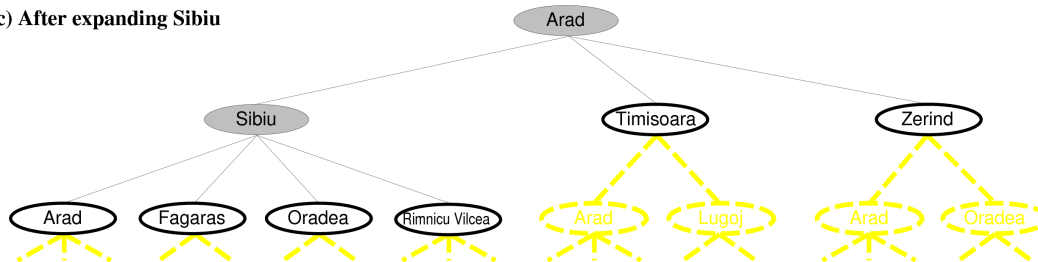 c) After expanding Sibiu
Arad
Sibiu
Timisoara
Zerind
Arad
Fagaras
Oradea
Rimnicu Vilcea
Arad
Lugoj
Arad
Oradea